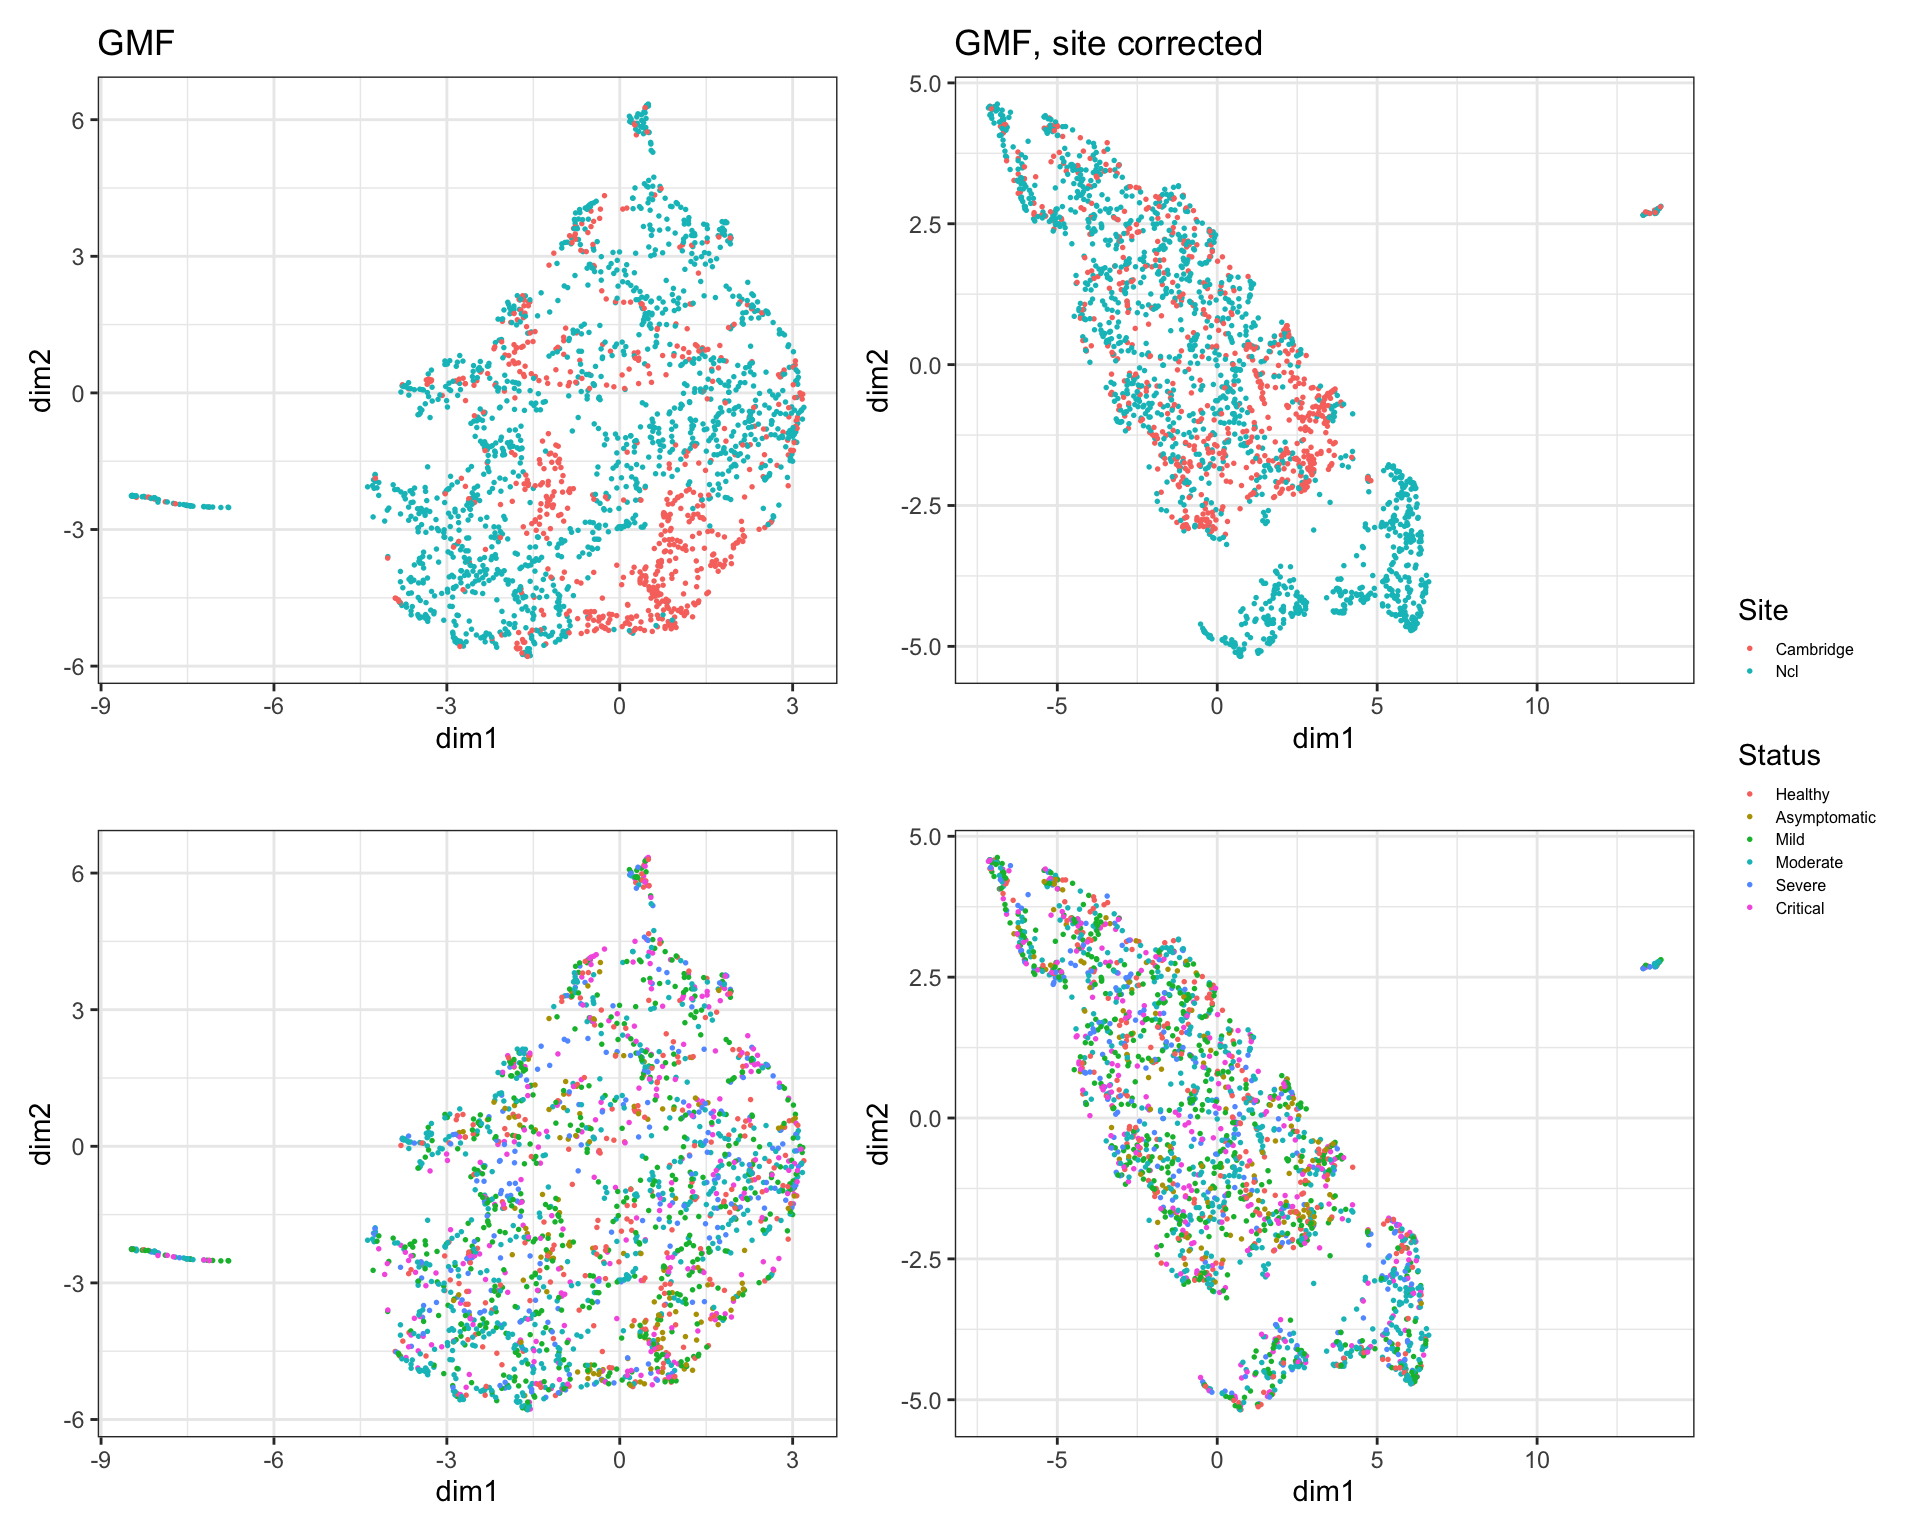 GMF
GMF, site corrected
dim2
6
3
0
-3
-6
-9
-6
-3
0
3
dim1
dim2
5.0
2.5
0.0
-2.5
-5.0
-5
0
5
10
dim1
Site
Cambridge
Ncl
Status
Healthy
Asymptomatic
Mild
Moderate
Severe
Critical
dim2
6
3
0
-3
-6
-9
-6
-3
0
3
dim1
dim2
5.0
2.5
0.0
-2.5
-5.0
-5
0
5
10
dim1